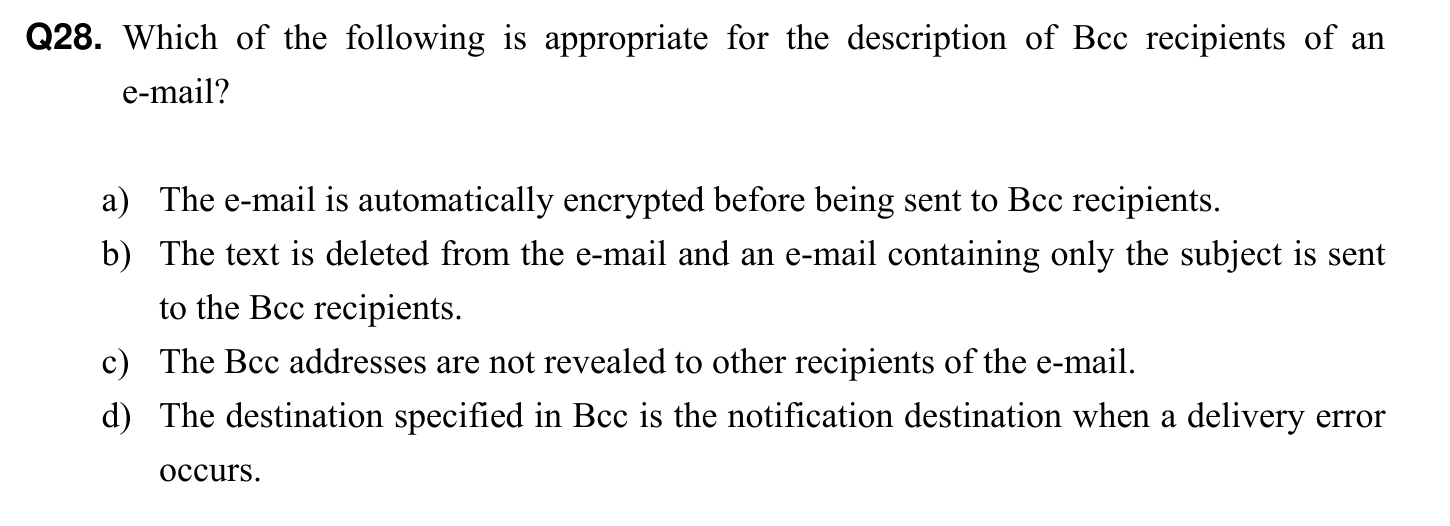 Q28. Which of the following is appropriate for the description of Bcc recipients of an
e-mail?
a) The e-mail is automatically encrypted before being sent to Bcc recipients.
b) The text is deleted from the e-mail and an e-mail containing only the subject is sent
to the Bcc recipients.
c) The Bcc addresses are not revealed to other recipients of the e-mail.
d) The destination specified in Bcc is the notification destination when a delivery error
occurs.